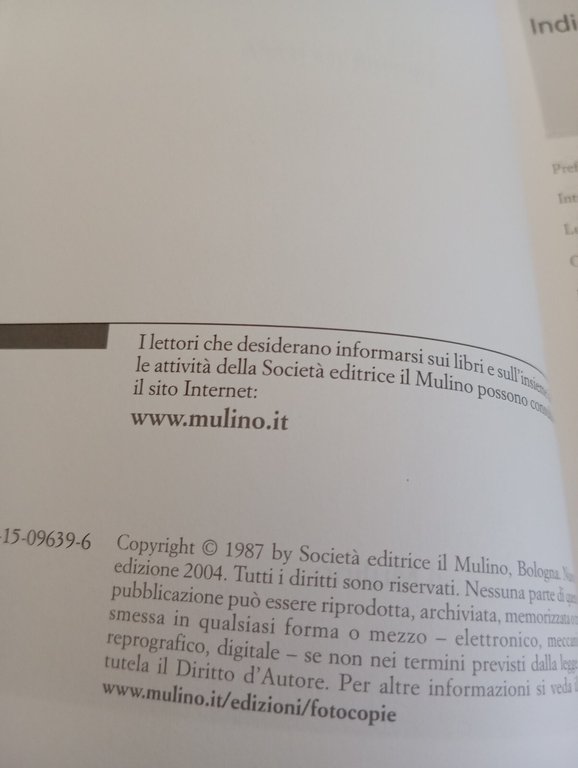 Indi
Pref
Int
Le
I lettori che desiderano informarsi sui libri e sull'insieme
le attività della Società editrice il Mulino possono
il sito Internet:
www.mulino.it
-15-09639-6
Copyright © 1987 by Società editrice il Mulino, Bologna.
edizione 2004. Tutti i diritti sono riservati. Nessuna parte di
pubblicazione può essere riprodotta, archiviata, memorizzata
smessa in qualsiasi forma o mezzo – elettronico, meccan
reprografico, digitale – se non nei termini previsti dalla legge
tutela il Diritto d'Autore. Per altre informazioni si veda il
www.mulino.it/edizioni/fotocopie